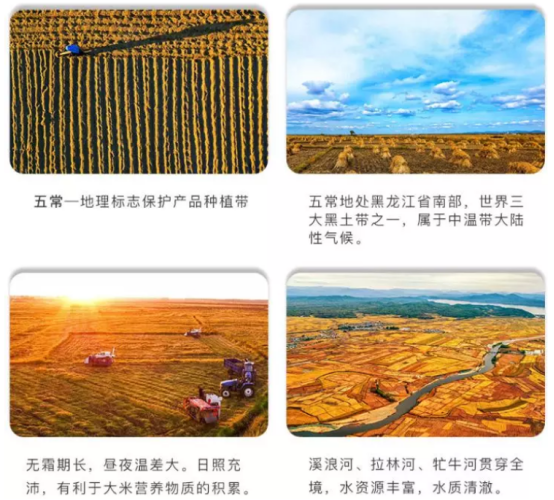 五常—地理标志保护产品种植带
五常地处黑龙江省南部，世界三
大黑土带之一，属于中温带大陆
性气候。
无霜期长，昼夜温差大。日照充
沛，有利于大米营养物质的积累。
溪浪河、拉林河、牤牛河贯穿全
境，水资源丰富，水质清澈。